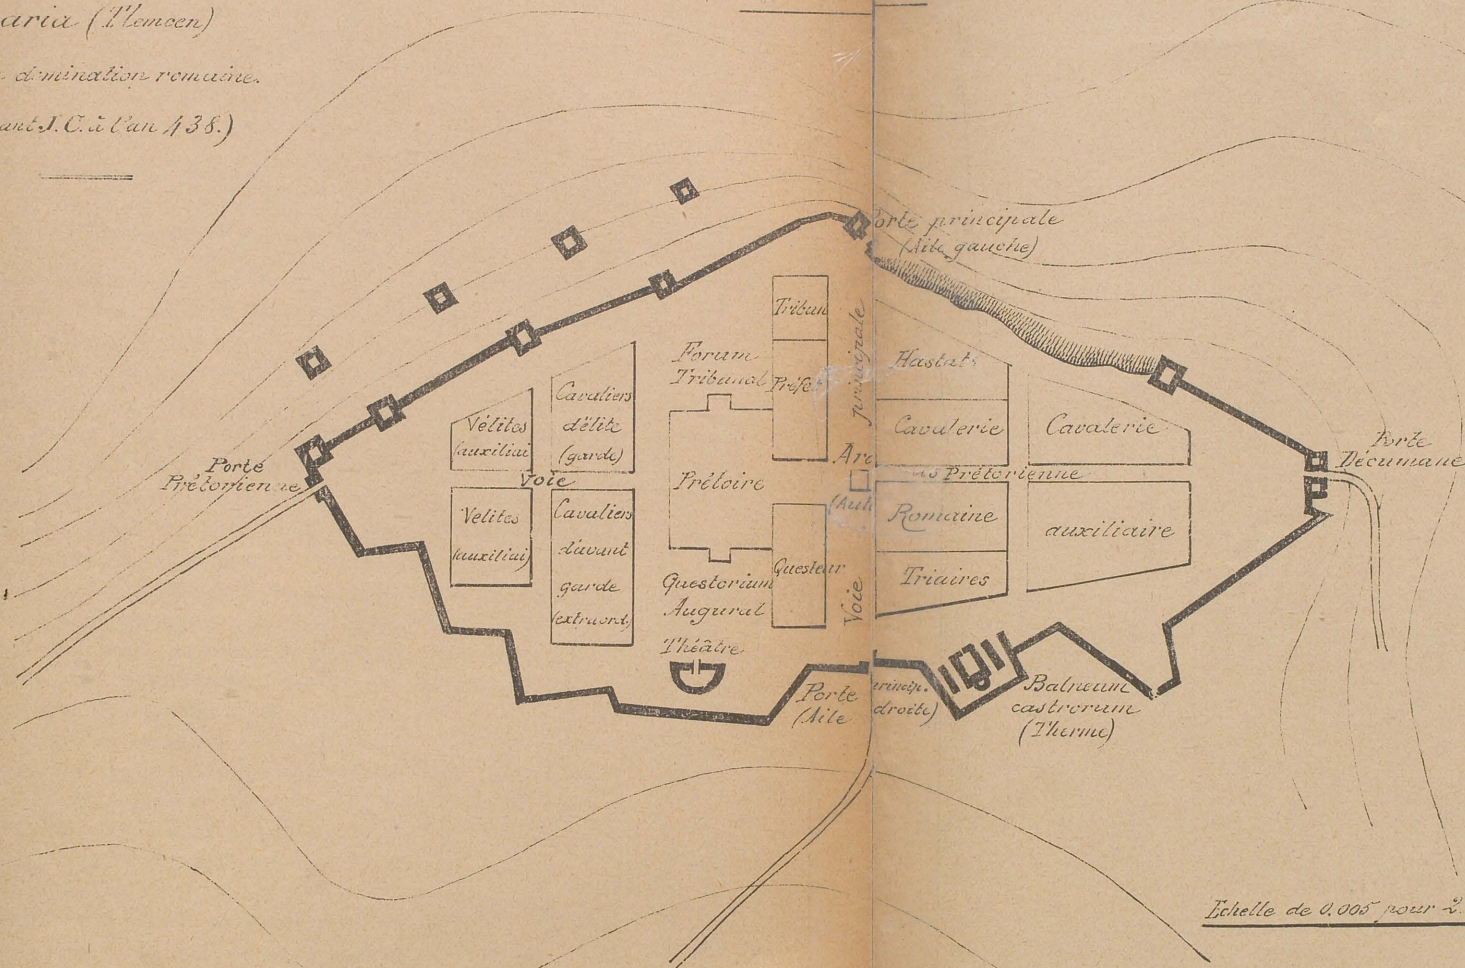 aria (Tlemcen)
domination romaine.
ant J. C. à l'an 438.)
Porte principale
(Aile gauche)
Tribun
Préfet
principale
Forum
Tribunal
Hastats
Cavaliers
d'élite
(garde)
Vélites
(auxiliai
Cavalerie
Cavalerie
Porte
Décumane
Porte
Prétorienne
Arc
Voie
Prétoire
Prétorienne
Velites
(auxiliai)
Cavaliers
d'avant
garde
(extraord)
Romaine
auxiliaire
Questeur
Triaires
Questorium
Augural
Voie
Théâtre
Porte princip.
(Aile droite)
Balneum
castrorum
(Therme)
Echelle de 0.005 pour 2